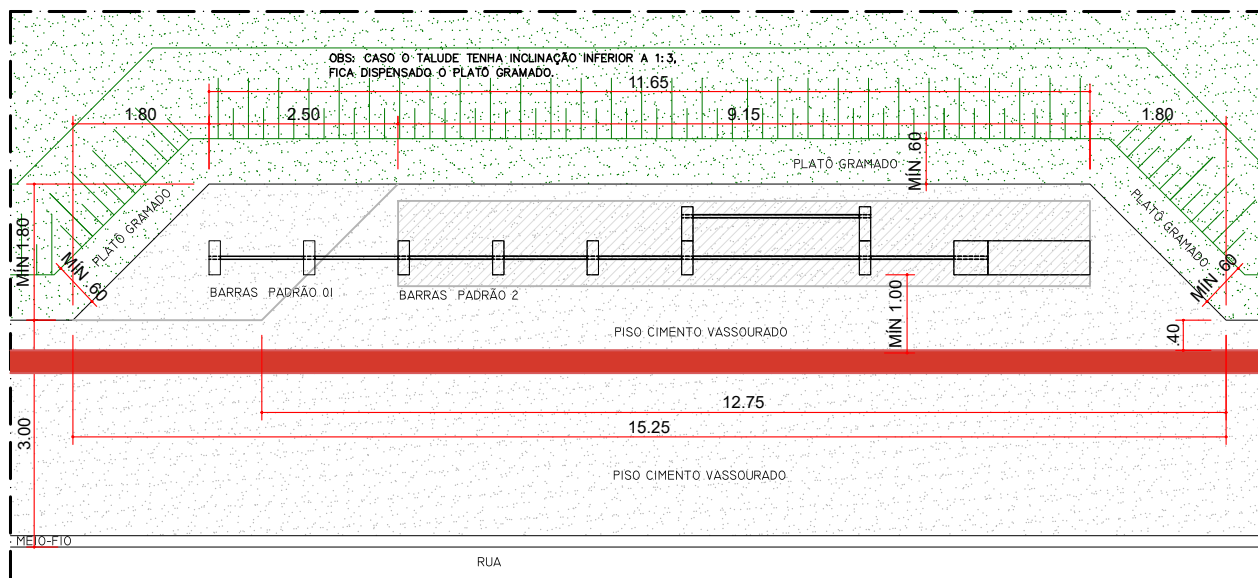 OBS: CASO O TALUDE TENHA INCLINAÇÃO INFERIOR A 1:3,
FICA DISPENSADO O PLATÔ GRAMADO.
11.65
1.80
2.50
9.15
1.80
PLATÔ GRAMADO
MÍN .60
PLATÔ GRAMADO
PLATÔ GRAMADO
MÍN 1.80
MÍN .60
MÍN .60
BARRAS PADRÃO 01
BARRAS PADRÃO 2
MÍN 1.00
PISO CIMENTO VASSOURADO
.40
12.75
15.25
3.00
PISO CIMENTO VASSOURADO
MEIO-FIO
RUA